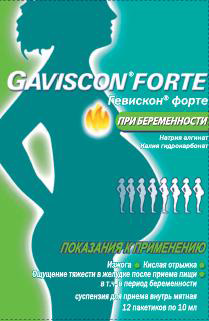 GAVISCON® FORTE
Гевискон® форте
ПРИ БЕРЕМЕННОСТИ
Натрия алгинат
Калия гидрокарбонат
ПОКАЗАНИЯ К ПРИМЕНЕНИЮ
Изжога ● Кислая отрыжка ●
Ощущение тяжести в желудке после приема пищи ●
в т.ч. в период беременности
суспензия для приема внутрь мятная
12 пакетиков по 10 мл